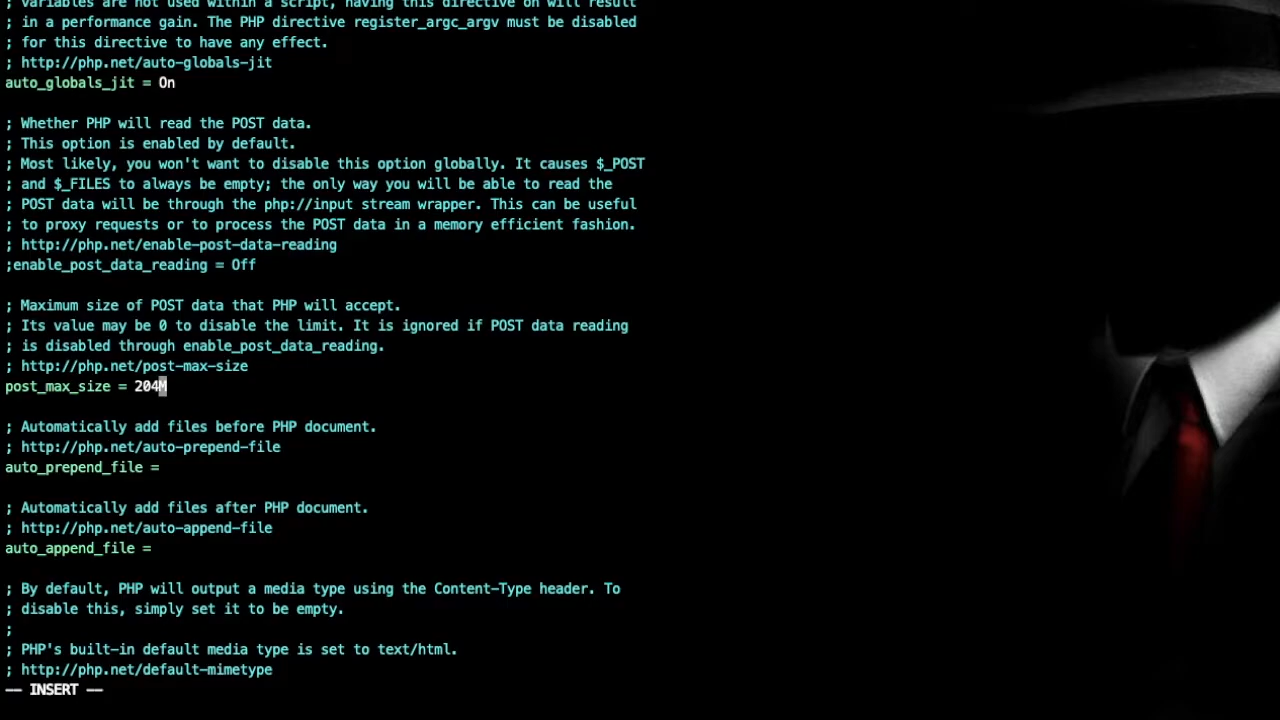 ; variables are not used within a script, having this directive on will result
; in a performance gain. The PHP directive register_argc_argv must be disabled
; for this directive to have any effect.
; http://php.net/auto-globals-jit
auto_globals_jit = On
; Whether PHP will read the POST data.
; This option is enabled by default.
; Most likely, you won't want to disable this option globally. It causes $_POST
; and $_FILES to always be empty; the only way you will be able to read the
; POST data will be through the php://input stream wrapper. This can be useful
; to proxy requests or to process the POST data in a memory efficient fashion.
; http://php.net/enable-post-data-reading
;enable_post_data_reading = Off
; Maximum size of POST data that PHP will accept.
; Its value may be 0 to disable the limit. It is ignored if POST data reading
; is disabled through enable_post_data_reading.
; http://php.net/post-max-size
post_max_size = 204M
; Automatically add files before PHP document.
; http://php.net/auto-prepend-file
auto_prepend_file =
; Automatically add files after PHP document.
; http://php.net/auto-append-file
auto_append_file =
; By default, PHP will output a media type using the Content-Type header. To
; disable this, simply set it to be empty.
;
; PHP's built-in default media type is set to text/html.
; http://php.net/default-mimetype
-- INSERT --